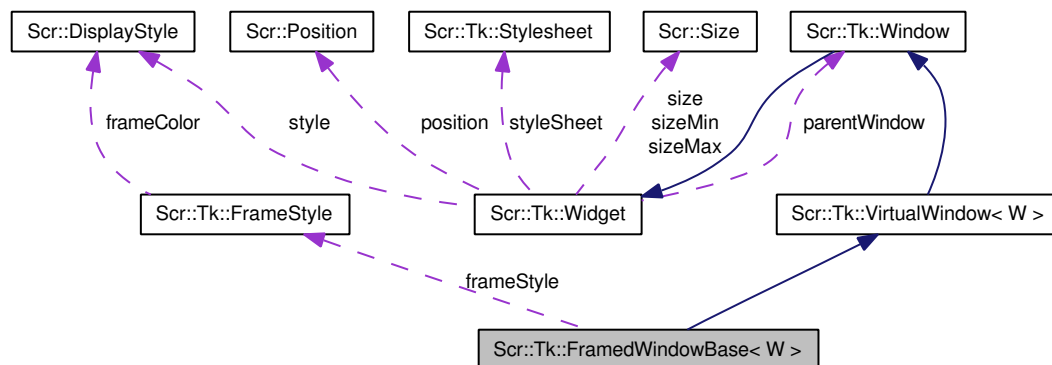 Scr::DisplayStyle
Scr::Position
Scr::Tk::Stylesheet
Scr::Size
Scr::Tk::Window
frameColor
style
position
styleSheet
size
sizeMin
sizeMax
parentWindow
Scr::Tk::FrameStyle
Scr::Tk::Widget
Scr::Tk::VirtualWindow< W >
frameStyle
Scr::Tk::FramedWindowBase< W >